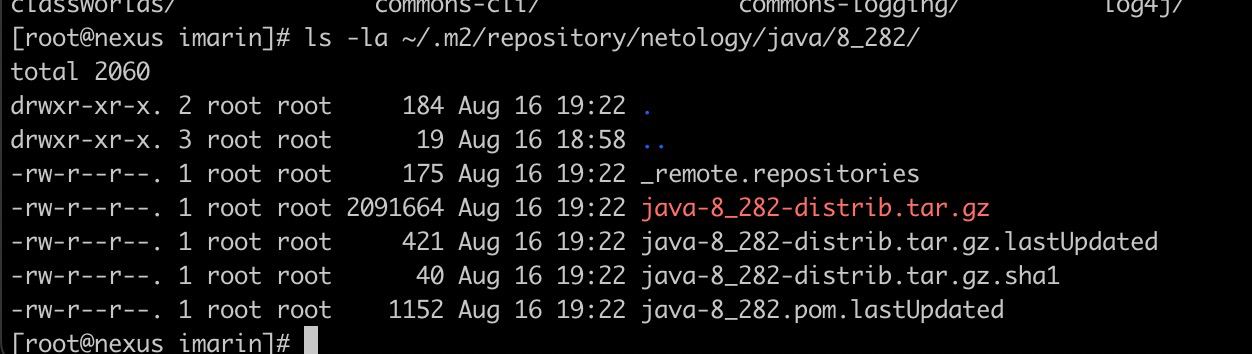 classworlds/ commons-cli/ commons-logging/ log4j/
[root@nexus imarin]# ls -la ~/.m2/repository/netology/java/8_282/
total 2060
drwxr-xr-x. 2 root root     184 Aug 16 19:22 .
drwxr-xr-x. 3 root root      19 Aug 16 18:58 ..
-rw-r--r--. 1 root root     175 Aug 16 19:22 _remote.repositories
-rw-r--r--. 1 root root 2091664 Aug 16 19:22 java-8_282-distrib.tar.gz
-rw-r--r--. 1 root root     421 Aug 16 19:22 java-8_282-distrib.tar.gz.lastUpdated
-rw-r--r--. 1 root root      40 Aug 16 19:22 java-8_282-distrib.tar.gz.sha1
-rw-r--r--. 1 root root    1152 Aug 16 19:22 java-8_282.pom.lastUpdated
[root@nexus imarin]#